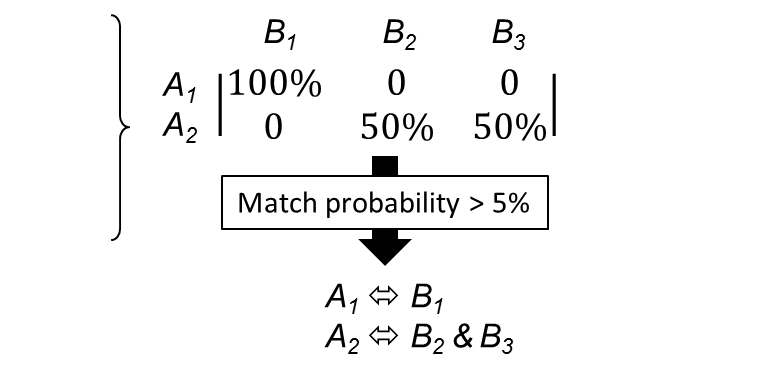 B1 B2 B3
A1 100% 0 0
A2 0 50% 50%
Match probability > 5%
A1 ⇔ B1
A2 ⇔ B2 & B3